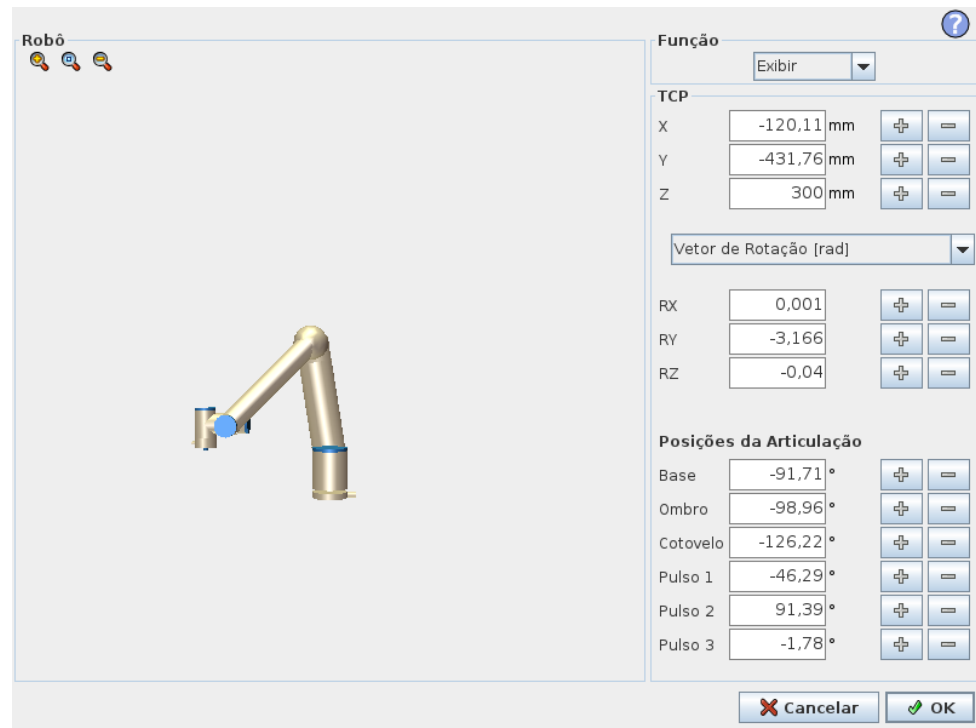 Robô
Função
Exibir
TCP
X -120,11 mm
Y -431,76 mm
Z 300 mm
Vetor de Rotação [rad]
RX 0,001
RY -3,166
RZ -0,04
Posições da Articulação
Base -91,71 °
Ombro -98,96 °
Cotovelo -126,22 °
Pulso 1 -46,29 °
Pulso 2 91,39 °
Pulso 3 -1,78 °
Cancelar OK